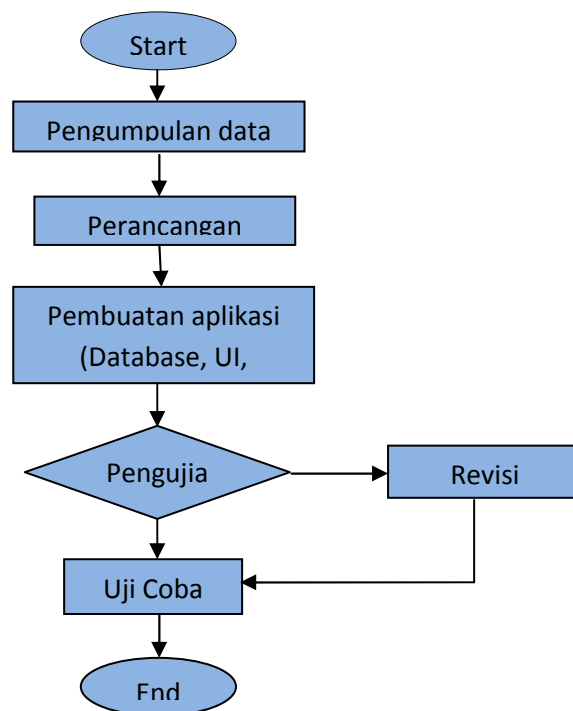 Start
Pengumpulan data
Perancangan
Pembuatan aplikasi
(Database, UI,
Pengujia
Revisi
Uji Coba
End